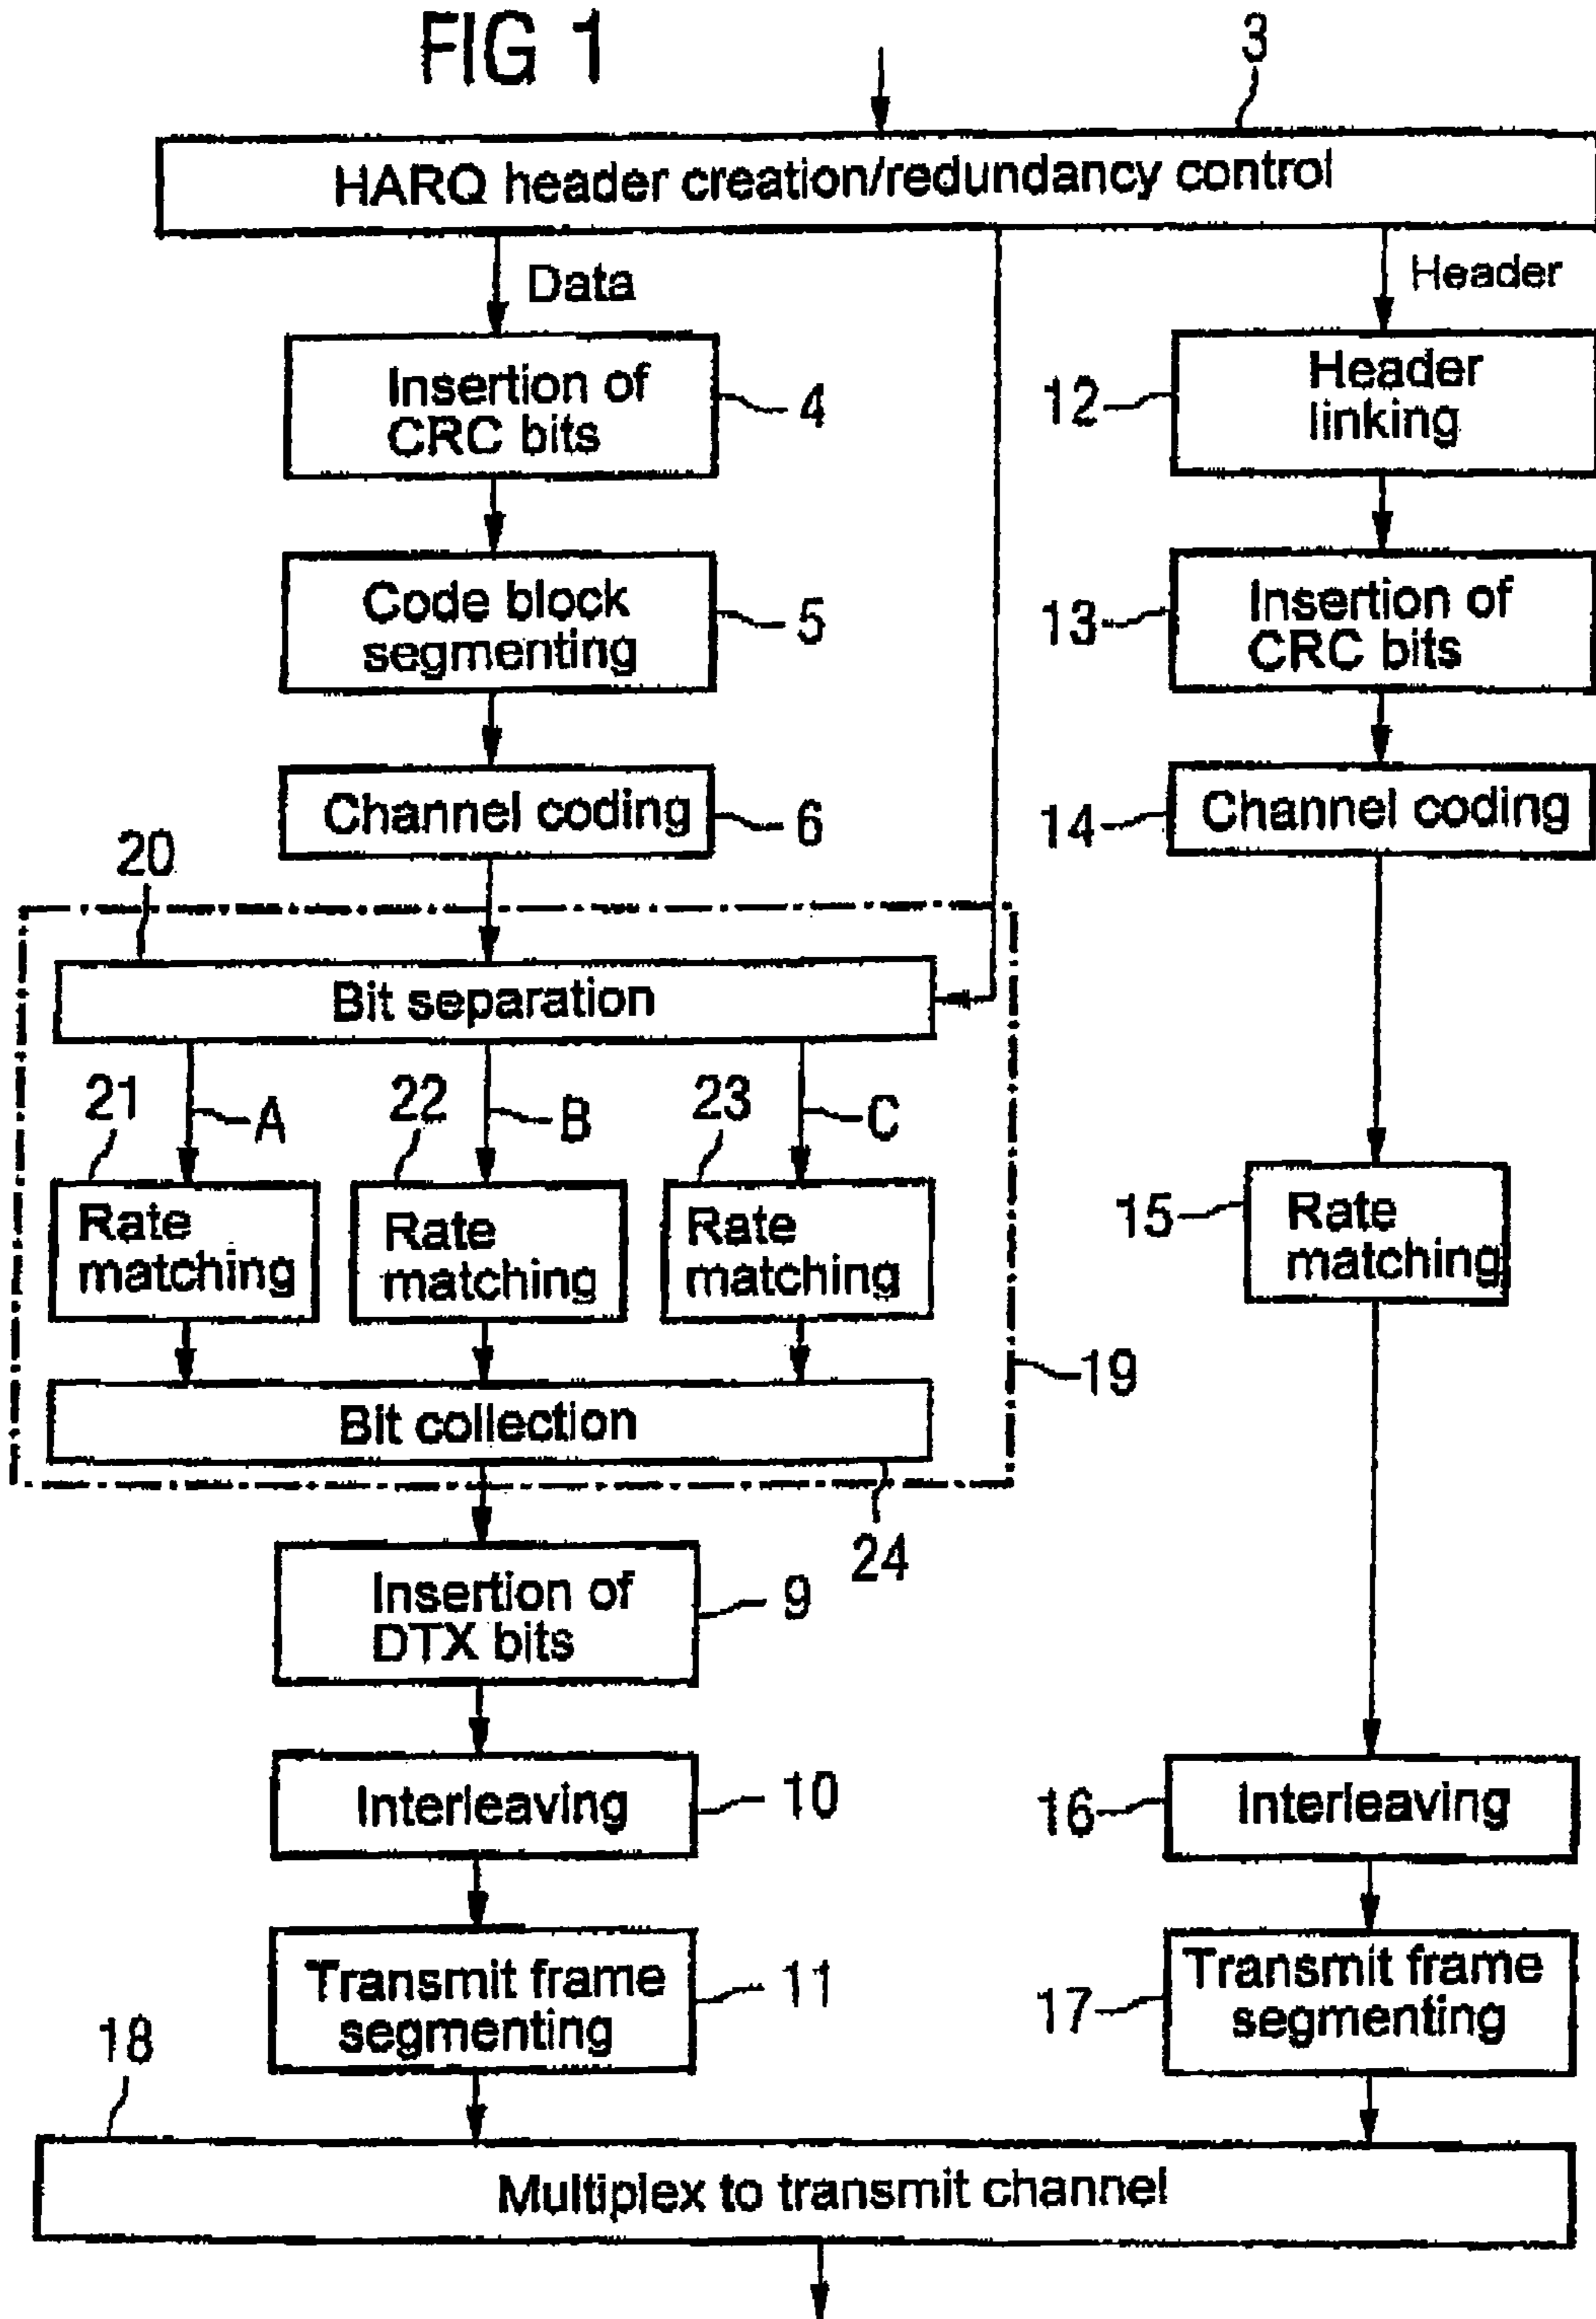 FIG 1
3
HARQ header creation/redundancy control
Data
Header
Insertion of
CRC bits
4
12
Header
linking
Code block
segmenting
5
13
Insertion of
CRC bits
Channel coding
6
14
Channel coding
20
Bit separation
21
A
22
B
23
C
Rate
matching
Rate
matching
Rate
matching
15
Rate
matching
19
Bit collection
24
Insertion of
DTX bits
9
Interleaving
10
16
Interleaving
Transmit frame
segmenting
11
17
Transmit frame
segmenting
18
Multiplex to transmit channel